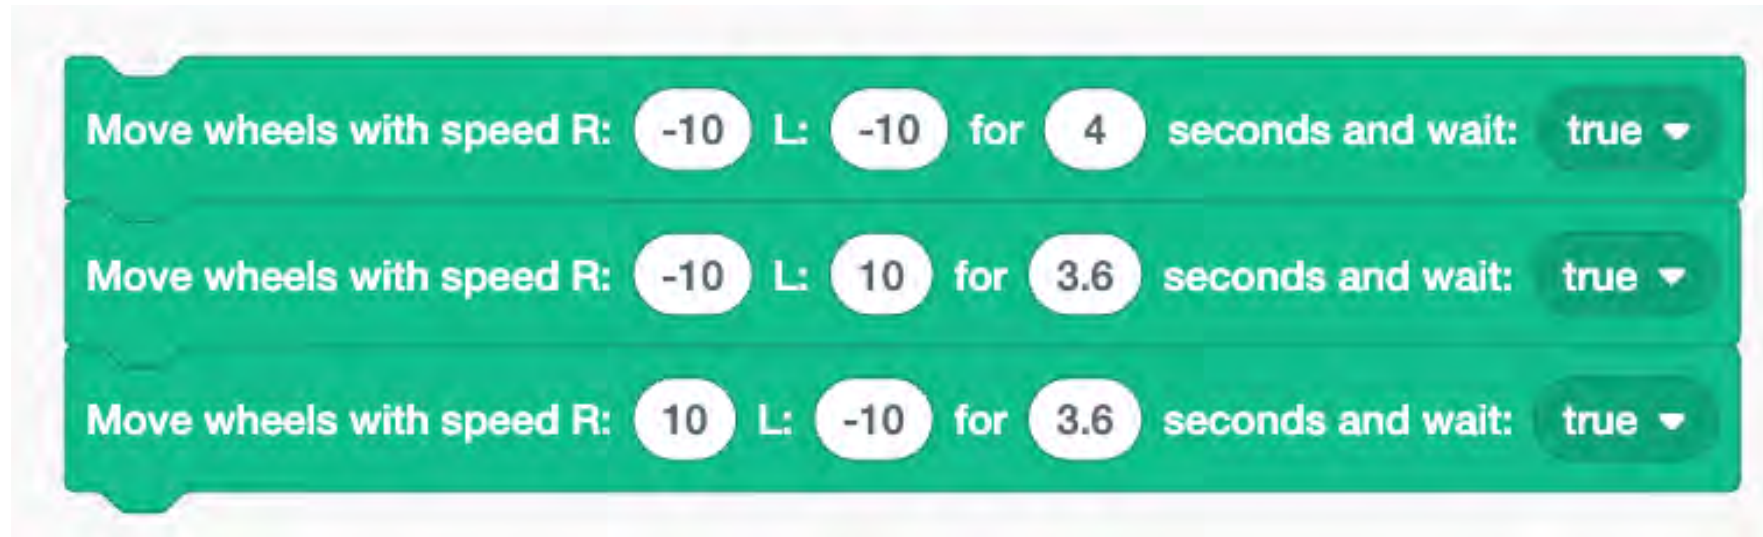 Move wheels with speed R: -10 L: -10 for 4 seconds and wait: true
Move wheels with speed R: -10 L: 10 for 3.6 seconds and wait: true
Move wheels with speed R: 10 L: -10 for 3.6 seconds and wait: true